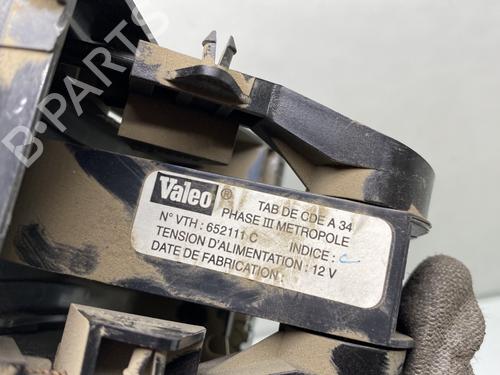 B-PARTS
Valeo ®
TAB DE CDE A 34
PHASE III METROPOLE
N° VTH : 652111 C INDICE : C
TENSION D'ALIMENTATION : 12 V
DATE DE FABRICATION :